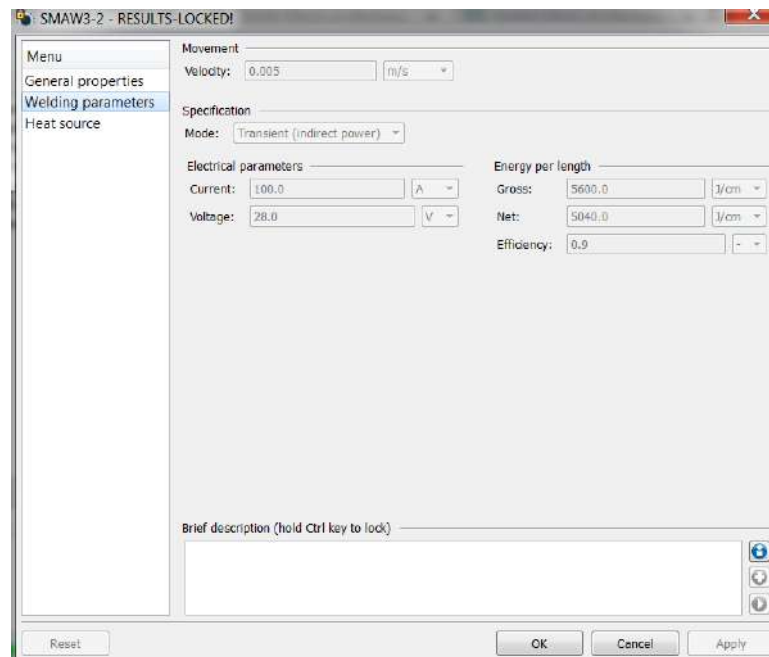 SMAW3-2 - RESULTS-LOCKED!
Menu
General properties
Welding parameters
Heat source
Movement
Velocity: 0.005 m/s
Specification
Mode: Transient (indirect power)
Electrical parameters
Current: 100.0 A
Voltage: 28.0 V
Energy per length
Gross: 5600.0 J/cm
Net: 5040.0 J/cm
Efficiency: 0.9 -
Brief description (hold Ctrl key to lock)
Reset OK Cancel Apply